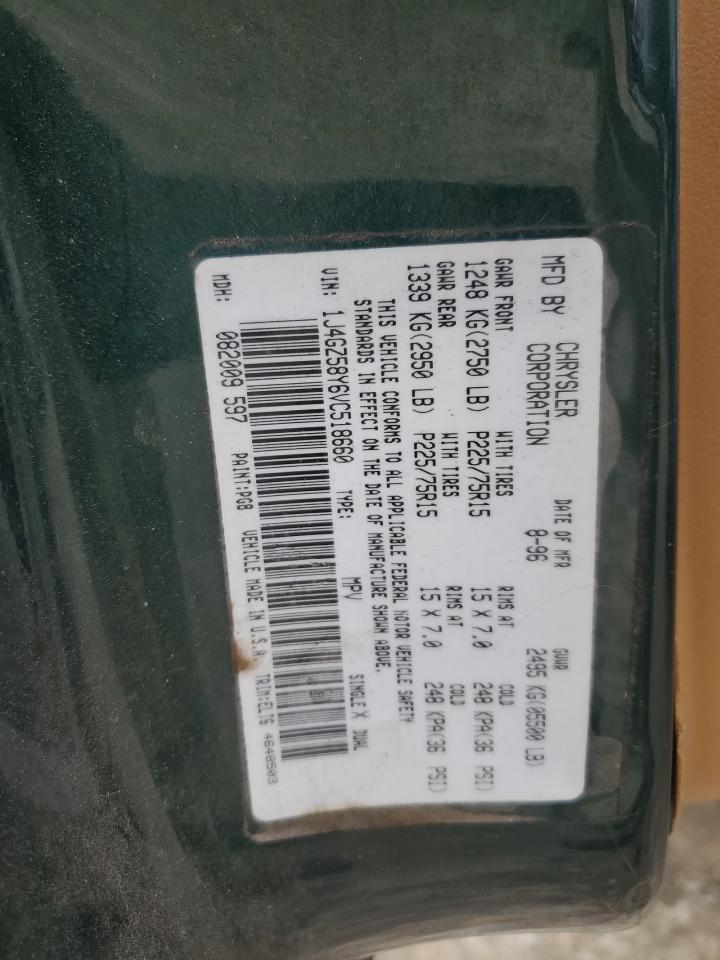 MFD BY CHRYSLER CORPORATION DATE OF MFR 8-96 GVWR 2495 KG(05500 LB)
GAWR FRONT WITH TIRES RIMS AT COLD
1248 KG(2750 LB) P225/75R15 15 X 7.0 248 KPA(36 PSI)
GAWR REAR WITH TIRES RIMS AT COLD
1339 KG(2950 LB) P225/75R15 15 X 7.0 248 KPA(36 PSI)
THIS VEHICLE CONFORMS TO ALL APPLICABLE FEDERAL MOTOR VEHICLE SAFETY
STANDARDS IN EFFECT ON THE DATE OF MANUFACTURE SHOWN ABOVE.
VIN: 1J4GZ58Y6VC518660 TYPE: MPV SINGLE X DUAL
MDH: 082009 597 PAINT:PGB VEHICLE MADE IN U.S.A TRIM:ELT6 4648503